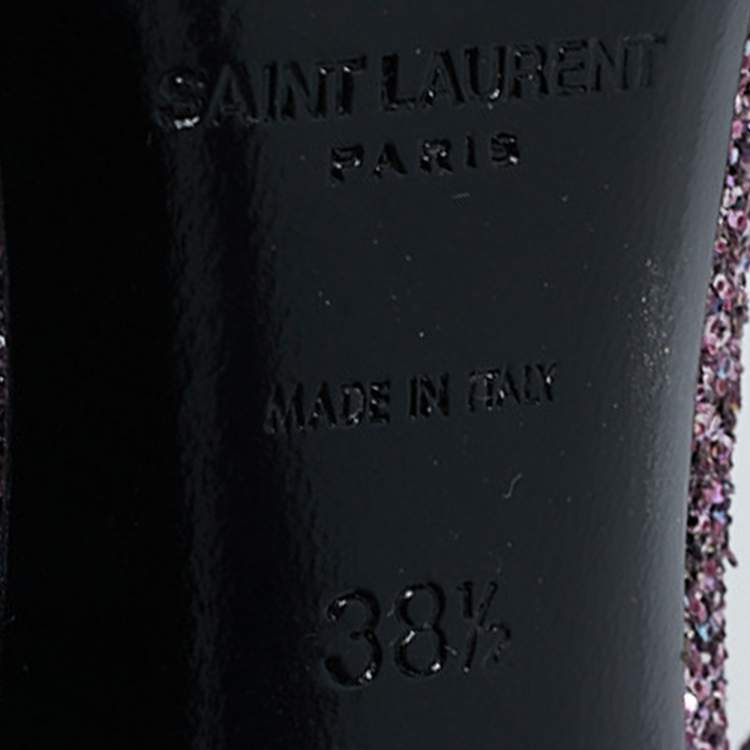 SAINT LAURENT
PARIS
MADE IN ITALY
38½